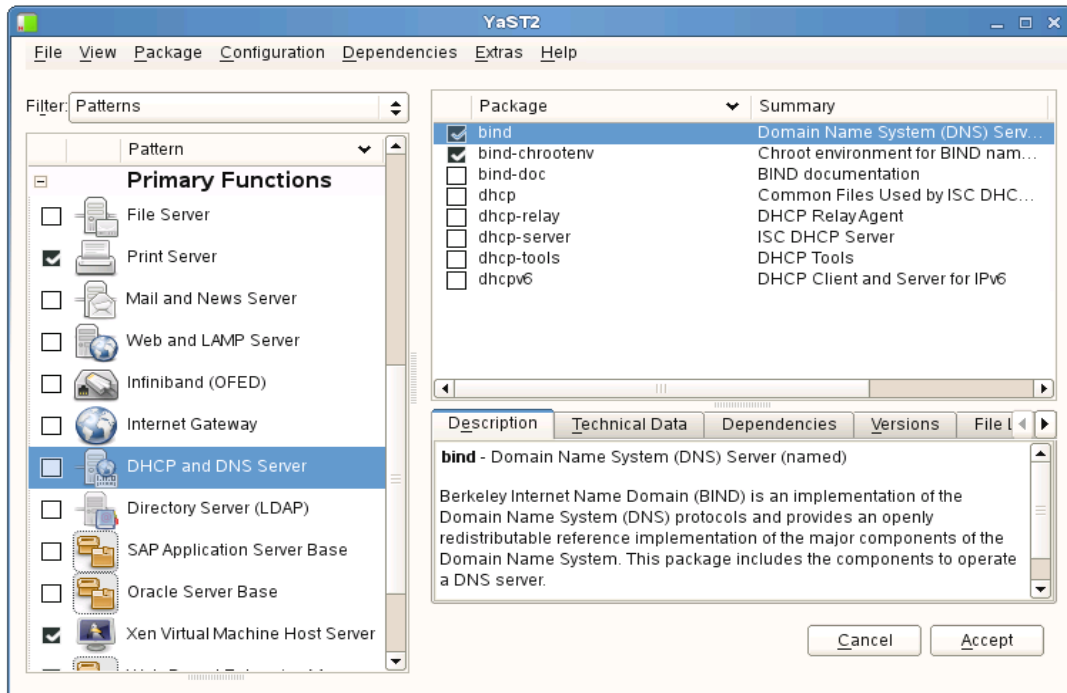 YaST2
File View Package Configuration Dependencies Extras Help
Filter: Patterns
Pattern
Primary Functions
File Server
Print Server
Mail and News Server
Web and LAMP Server
Infiniband (OFED)
Internet Gateway
DHCP and DNS Server
Directory Server (LDAP)
SAP Application Server Base
Oracle Server Base
Xen Virtual Machine Host Server
Package Summary
bind Domain Name System (DNS) Serv...
bind-chrootenv Chroot environment for BIND nam...
bind-doc BIND documentation
dhcp Common Files Used by ISC DHC...
dhcp-relay DHCP Relay Agent
dhcp-server ISC DHCP Server
dhcp-tools DHCP Tools
dhcpv6 DHCP Client and Server for IPv6
Description Technical Data Dependencies Versions File
bind - Domain Name System (DNS) Server (named)
Berkeley Internet Name Domain (BIND) is an implementation of the
Domain Name System (DNS) protocols and provides an openly
redistributable reference implementation of the major components of the
Domain Name System. This package includes the components to operate
a DNS server.
Cancel Accept